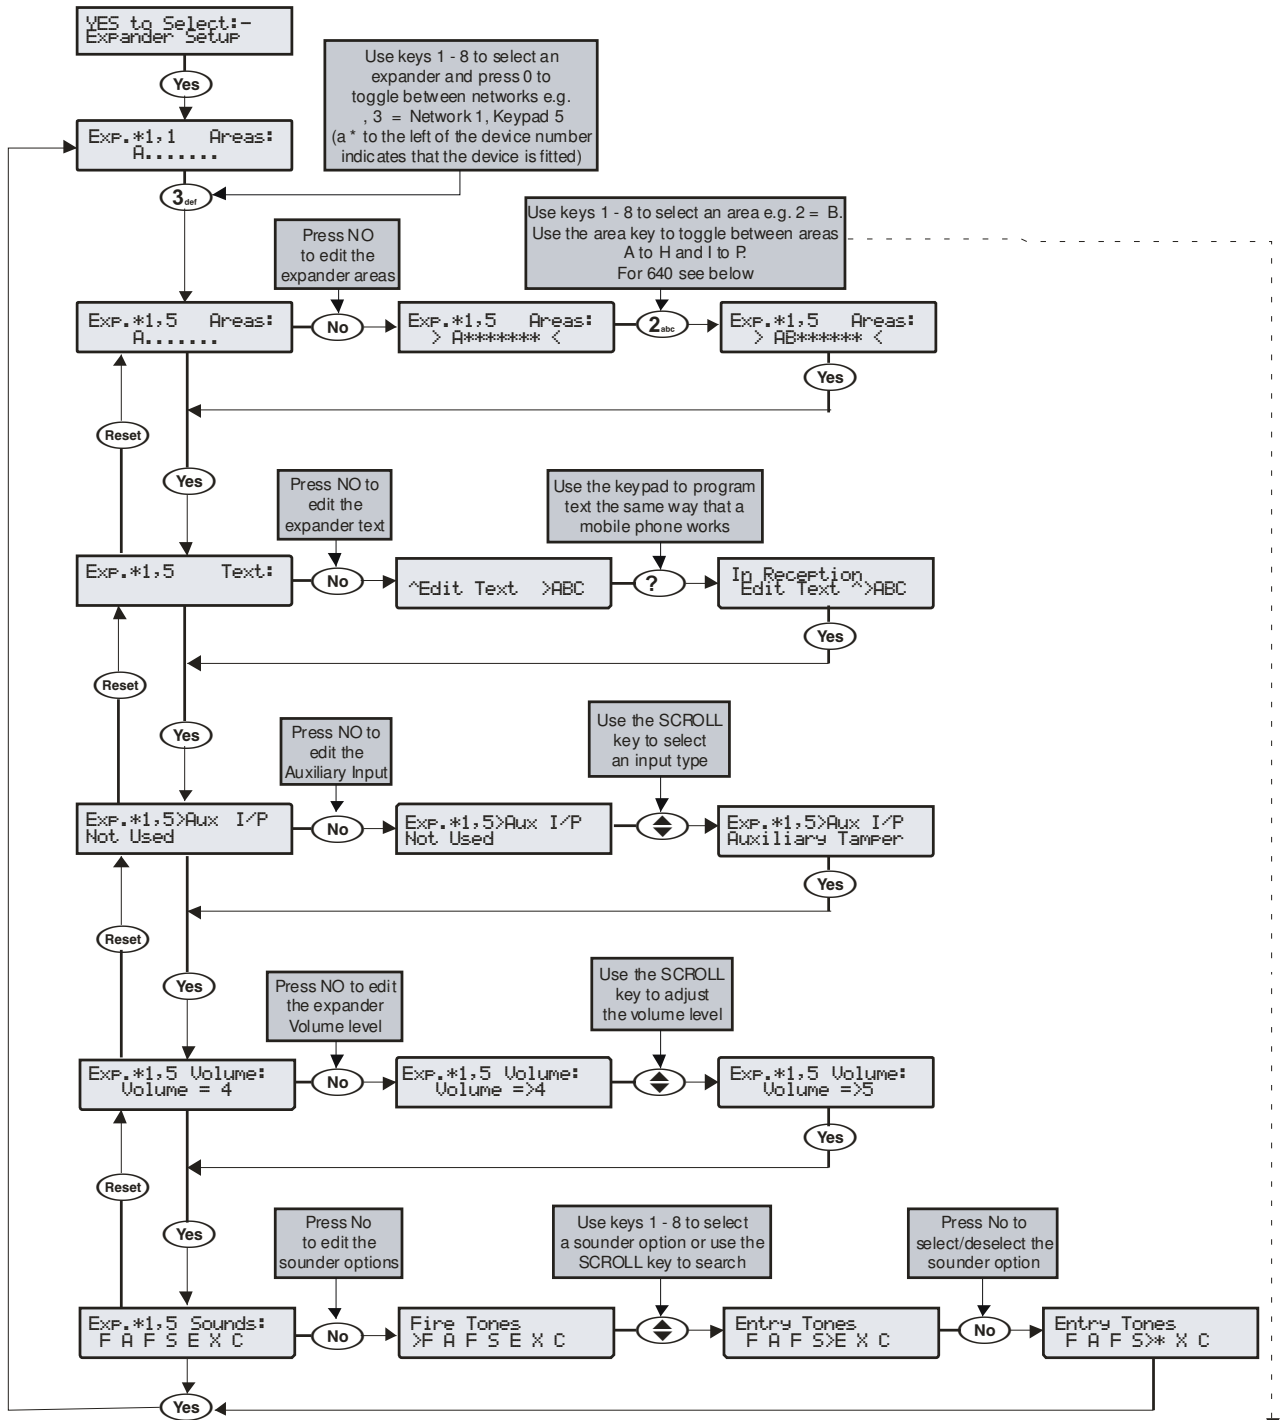 YES to Select:-
Expander Setup
Yes
Use keys 1 - 8 to select an
expander and press 0 to
toggle between networks e.g.
, 3 = Network 1, Keypad 5
(a * to the left of the device number
indicates that the device is fitted)
Exp.*1,1 Areas:
A.......
3def
Press NO
to edit the
expander areas
Use keys 1 - 8 to select an area e.g. 2 = B.
Use the area key to toggle between areas
A to H and I to P.
For 640 see below
Exp.*1,5 Areas:
A.......
No
Exp.*1,5 Areas:
> A******* <
2abc
Exp.*1,5 Areas:
> AB****** <
Yes
Reset
Yes
Press NO to
edit the
expander text
Use the keypad to program
text the same way that a
mobile phone works
Exp.*1,5 Text:
No
^Edit Text >ABC
?
In Reception
Edit Text ^>ABC
Yes
Reset
Yes
Press NO to
edit the
Auxiliary Input
Use the SCROLL
key to select
an input type
Exp.*1,5>Aux I/P
Not Used
No
Exp.*1,5>Aux I/P
Not Used
Exp.*1,5>Aux I/P
Auxiliary Tamper
Yes
Reset
Yes
Press NO to edit
the expander
Volume level
Use the SCROLL
key to adjust
the volume level
Exp.*1,5 Volume:
Volume = 4
No
Exp.*1,5 Volume:
Volume =>4
Exp.*1,5 Volume:
Volume =>5
Yes
Reset
Yes
Press No
to edit the
sounder options
Use keys 1 - 8 to select
a sounder option or use the
SCROLL key to search
Press No to
select/deselect the
sounder option
Exp.*1,5 Sounds:
F A F S E X C
No
Fire Tones
>F A F S E X C
Entry Tones
F A F S>E X C
No
Entry Tones
F A F S>* X C
Yes